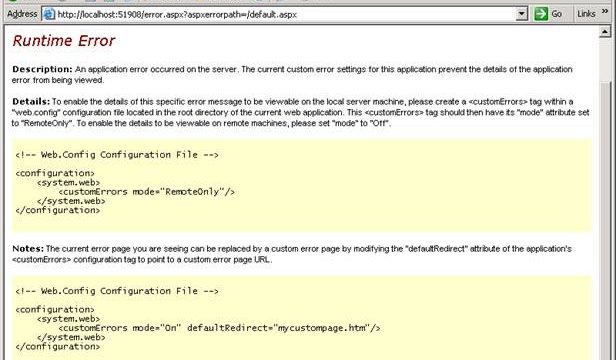 Address http://localhost:51908/error.aspx?aspxerrorpath=/default.aspx Go Links »
Runtime Error
Description: An application error occurred on the server. The current custom error settings for this application prevent the details of the application
error from being viewed.
Details: To enable the details of this specific error message to be viewable on the local server machine, please create a <customErrors> tag within a
"web.config" configuration file located in the root directory of the current web application. This <customErrors> tag should then have its "mode" attribute set
to "RemoteOnly". To enable the details to be viewable on remote machines, please set "mode" to "Off".
<!-- Web.Config Configuration File -->
<configuration>
<system.web>
<customErrors mode="RemoteOnly"/>
</system.web>
</configuration>
Notes: The current error page you are seeing can be replaced by a custom error page by modifying the "defaultRedirect" attribute of the application's
<customErrors> configuration tag to point to a custom error page URL.
<!-- Web.Config Configuration File -->
<configuration>
<system.web>
<customErrors mode="On" defaultRedirect="mycustompage.htm"/>
</system.web>
</configuration>